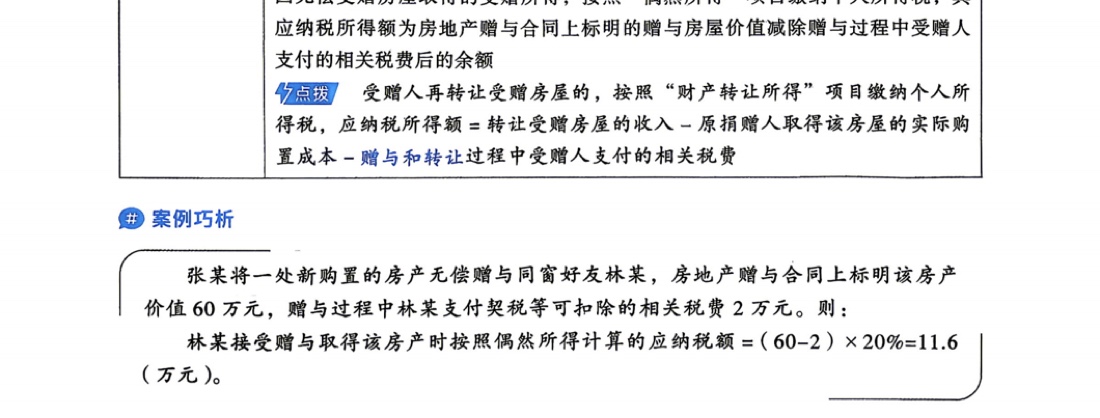 应纳税所得额为房地产赠与合同上标明的赠与房屋价值减除赠与过程中受赠人
支付的相关税费后的余额
点拨 受赠人再转让受赠房屋的，按照“财产转让所得”项目缴纳个人所
得税，应纳税所得额=转让受赠房屋的收入-原捐赠人取得该房屋的实际购
置成本-赠与和转让过程中受赠人支付的相关税费
# 案例巧析
张某将一处新购置的房产无偿赠与同窗好友林某，房地产赠与合同上标明该房产
价值60万元，赠与过程中林某支付契税等可扣除的相关税费2万元。则：
林某接受赠与取得该房产时按照偶然所得计算的应纳税额=(60-2)×20%=11.6
(万元)。